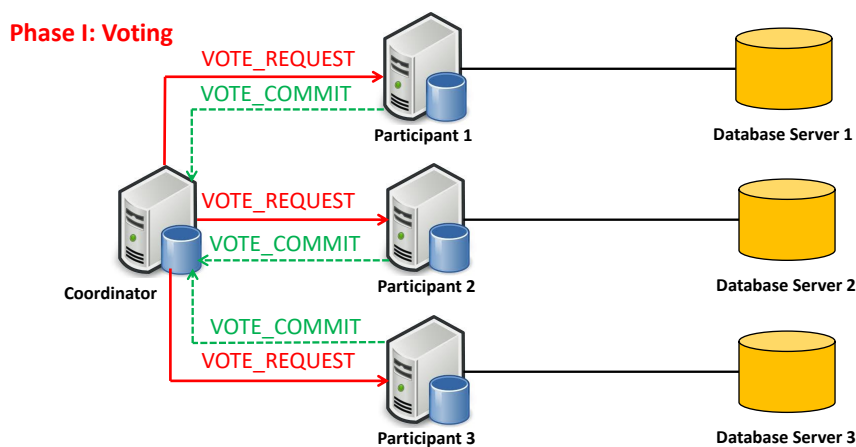 Phase I: Voting
VOTE_REQUEST
VOTE_COMMIT
Participant 1
Database Server 1
VOTE_REQUEST
VOTE_COMMIT
Coordinator
Participant 2
Database Server 2
VOTE_COMMIT
VOTE_REQUEST
Participant 3
Database Server 3